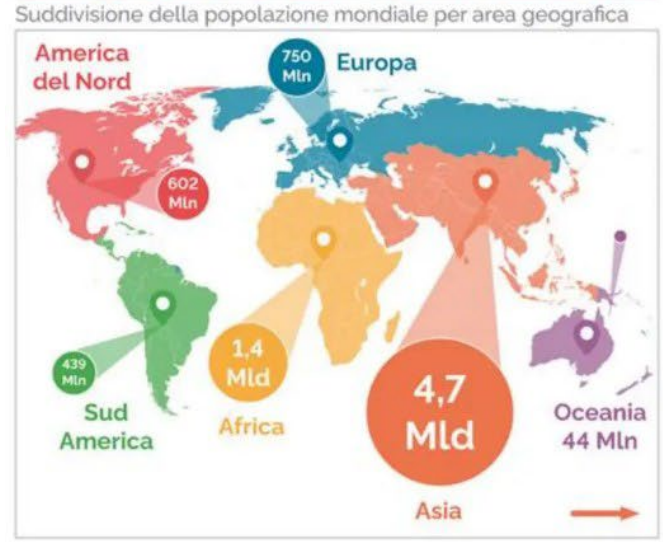 Suddivisione della popolazione mondiale per area geografica
America
del Nord
750
Mln
Europa
602
Mln
439
Mln
Sud
America
1,4
Mld
Africa
4,7
Mld
Asia
Oceania
44 Mln